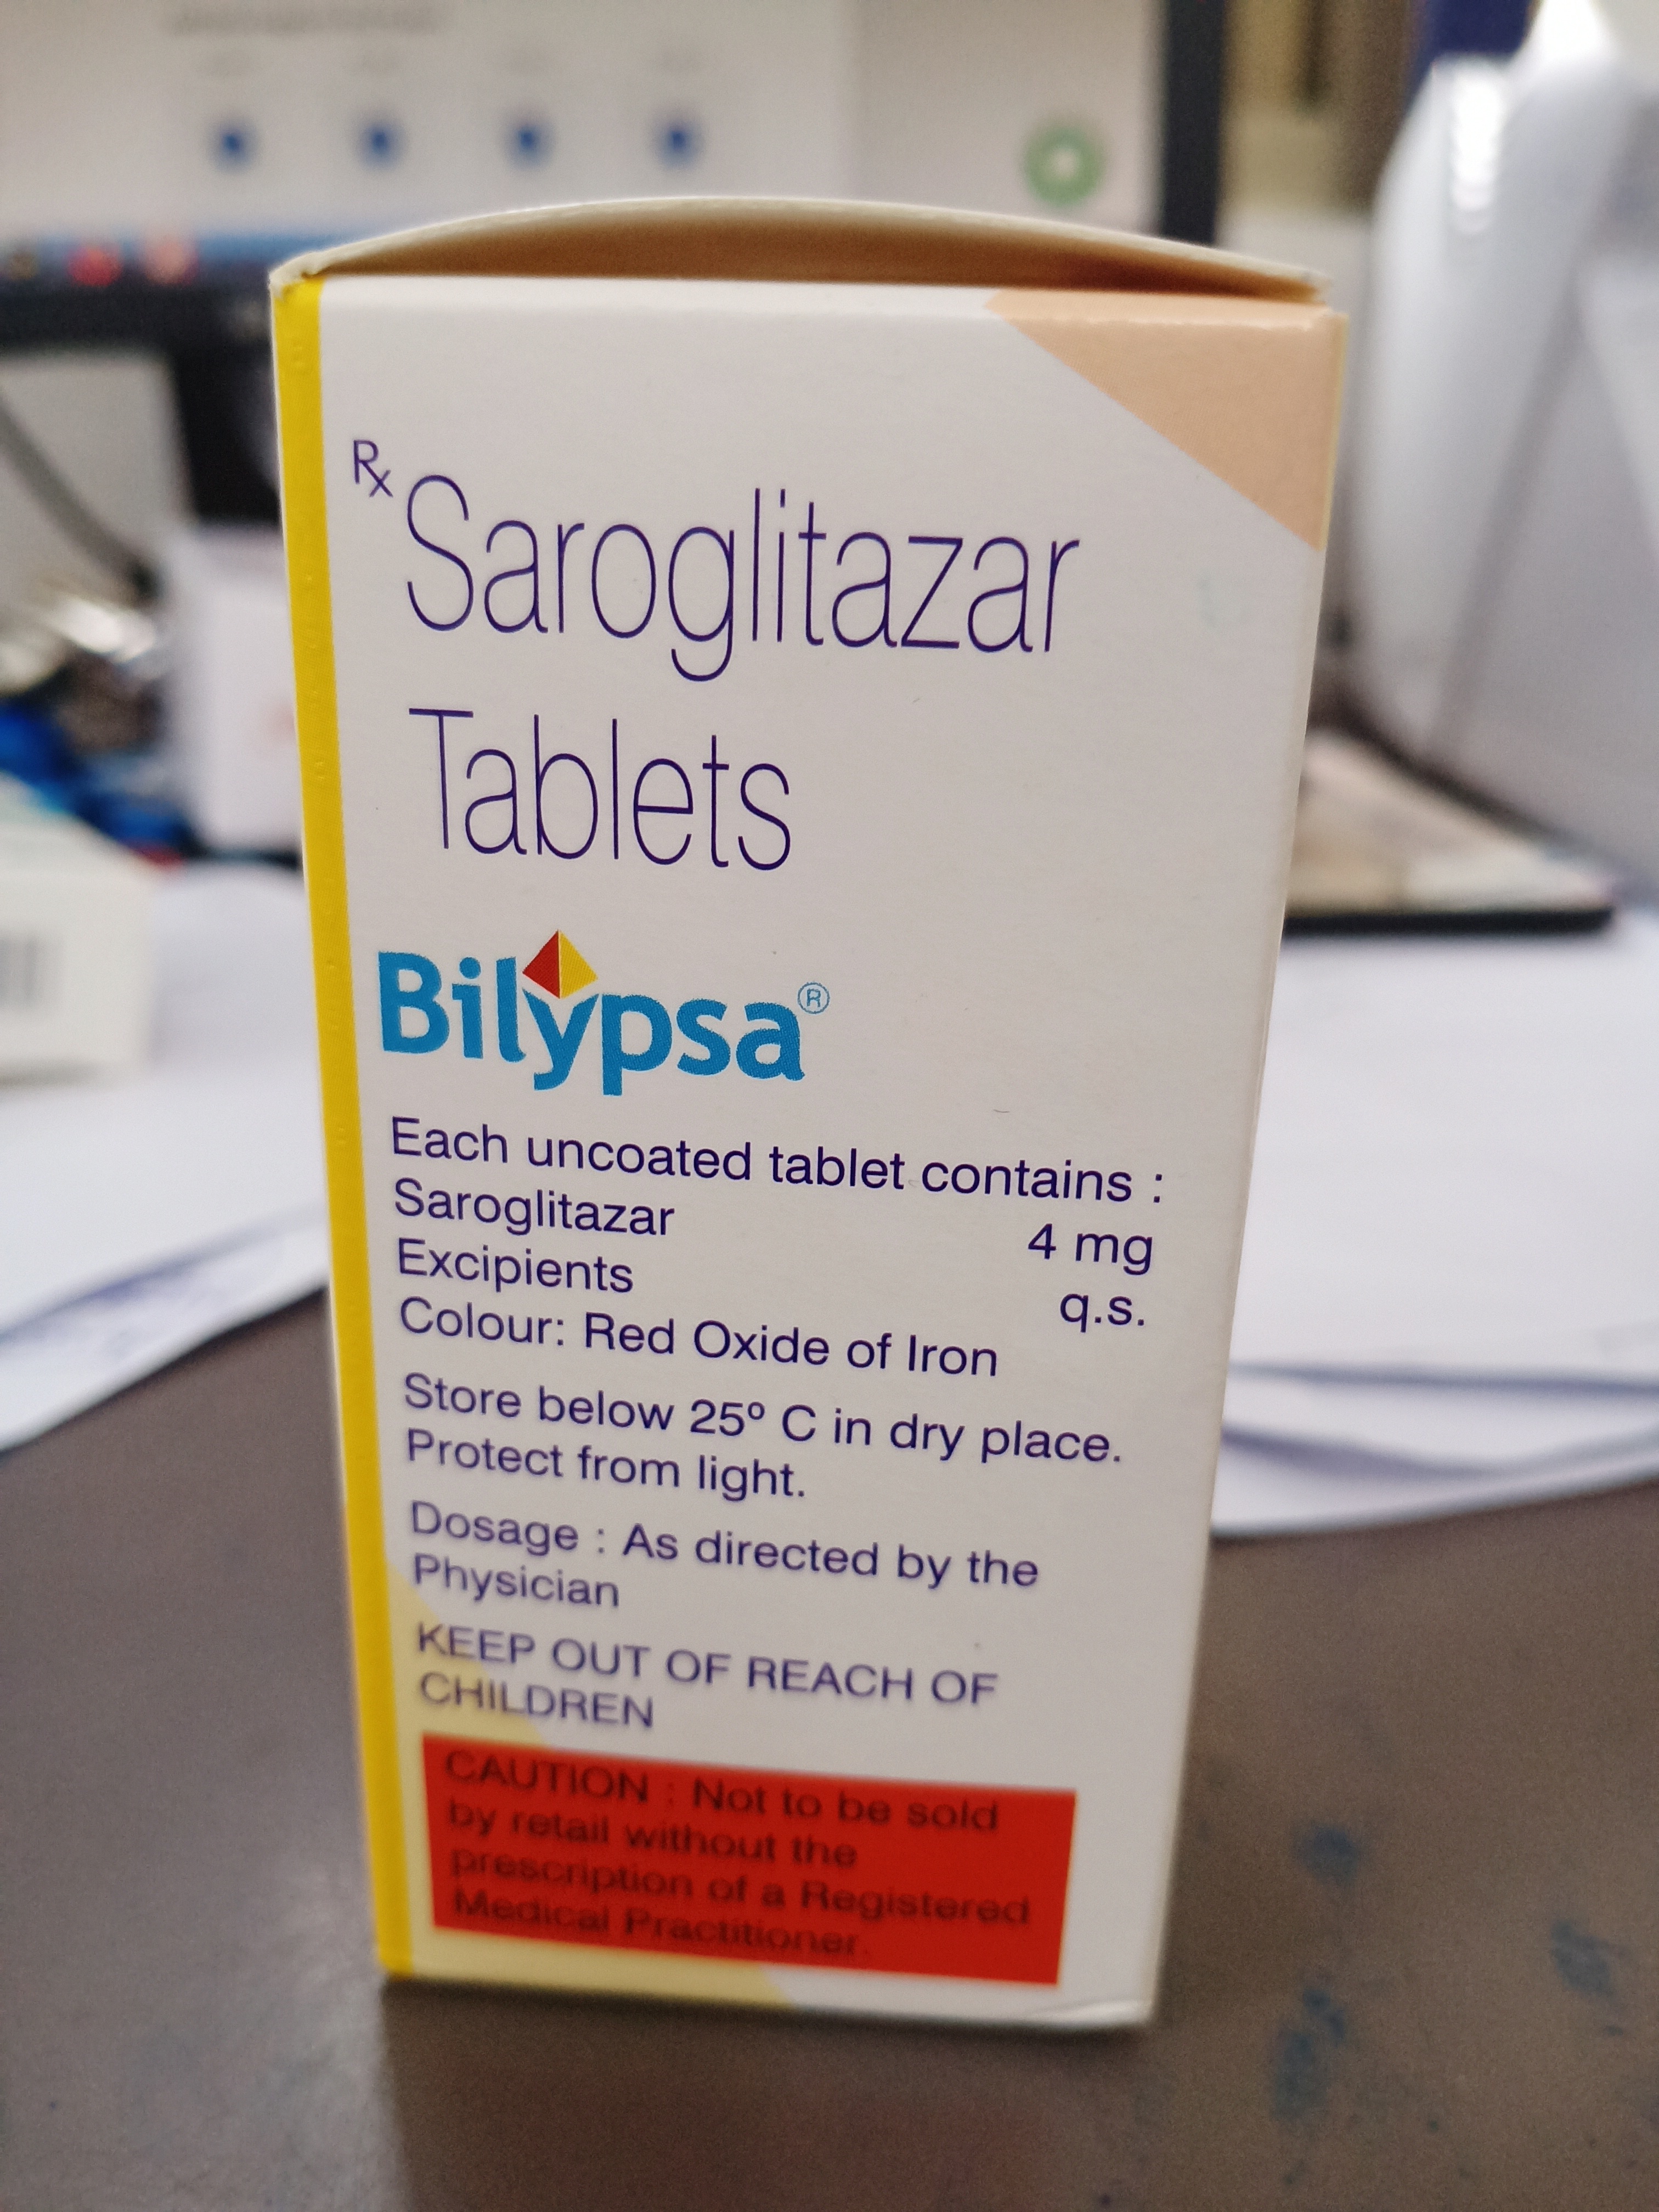 Rx Saroglitazar
Tablets
Bilypsa®
Each uncoated tablet contains :
Saroglitazar 4 mg
Excipients q.s.
Colour: Red Oxide of Iron
Store below 25º C in dry place.
Protect from light.
Dosage : As directed by the
Physician
KEEP OUT OF REACH OF
CHILDREN
CAUTION : Not to be sold
by retail without the
prescription of a Registered
Medical Practitioner.